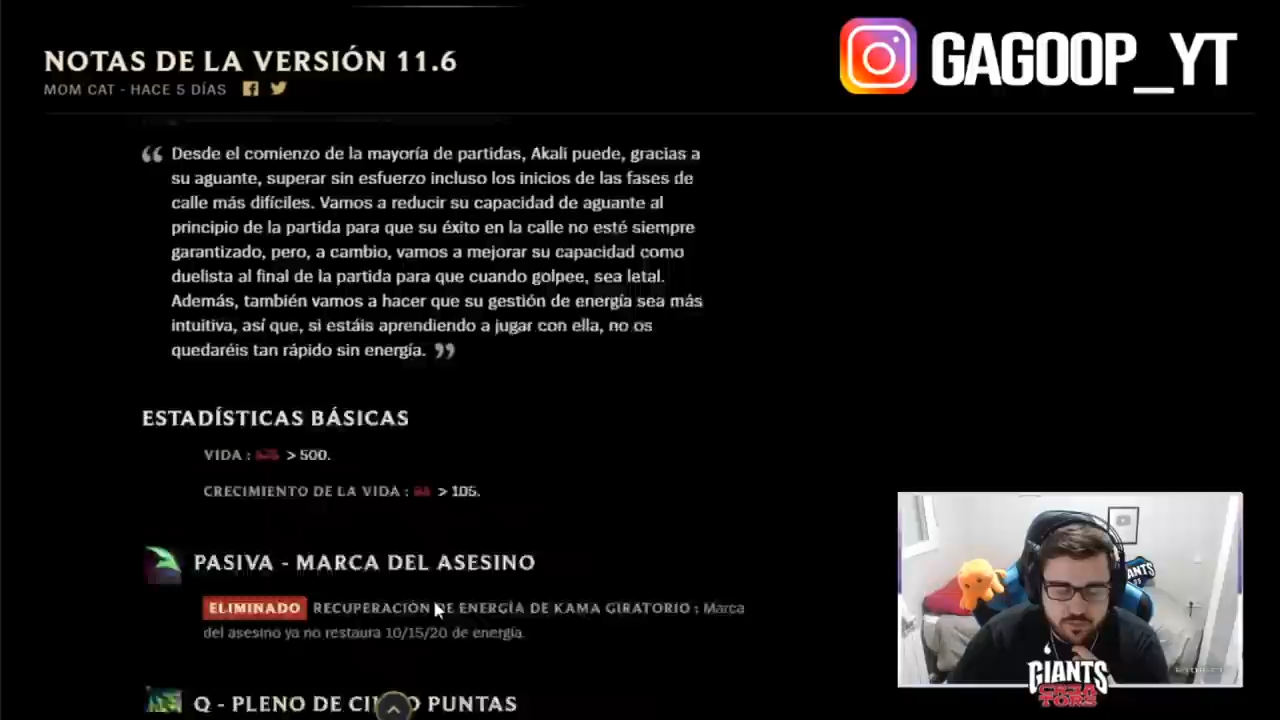 NOTAS DE LA VERSIÓN 11.6
MOM CAT - HACE 5 DÍAS
GAGOOP_YT
“ Desde el comienzo de la mayoría de partidas, Akali puede, gracias a
su aguante, superar sin esfuerzo incluso los inicios de las fases de
calle más difíciles. Vamos a reducir su capacidad de aguante al
principio de la partida para que su éxito en la calle no esté siempre
garantizado, pero, a cambio, vamos a mejorar su capacidad como
duelista al final de la partida para que cuando golpee, sea letal.
Además, también vamos a hacer que su gestión de energía sea más
intuitiva, así que, si estáis aprendiendo a jugar con ella, no os
quedaréis tan rápido sin energía. ”
ESTADÍSTICAS BÁSICAS
VIDA : > 500.
CRECIMIENTO DE LA VIDA : > 105.
PASIVA - MARCA DEL ASESINO
ELIMINADO RECUPERACIÓN DE ENERGÍA DE KAMA GIRATORIO : Marca
del asesino ya no restaura 10/15/20 de energía.
Q - PLENO DE PUNTAS
GIANTS
CREA
TORS